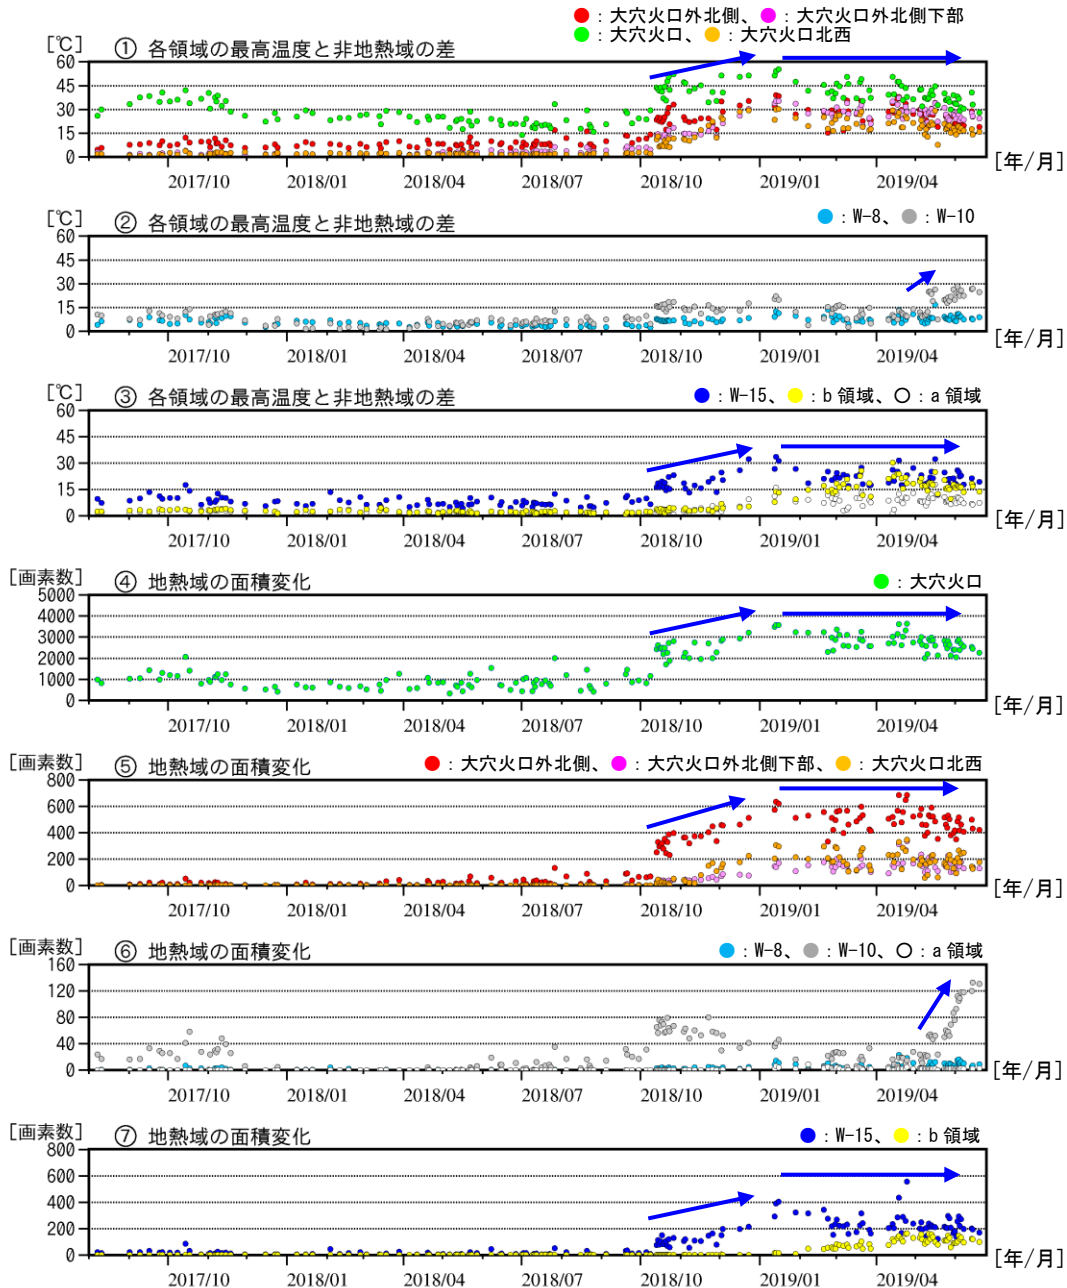 ● : 大穴火口外北側、● : 大穴火口外北側下部
● : 大穴火口、● : 大穴火口北西
[℃] ① 各領域の最高温度と非地熱域の差
60
45
30
15
0
2017/10 2018/01 2018/04 2018/07 2018/10 2019/01 2019/04 [年/月]
[℃] ② 各領域の最高温度と非地熱域の差 ● : W-8、● : W-10
60
45
30
15
0
2017/10 2018/01 2018/04 2018/07 2018/10 2019/01 2019/04 [年/月]
[℃] ③ 各領域の最高温度と非地熱域の差 ● : W-15、● : b 領域、○ : a 領域
60
45
30
15
0
2017/10 2018/01 2018/04 2018/07 2018/10 2019/01 2019/04 [年/月]
[画素数] ④ 地熱域の面積変化 ● : 大穴火口
5000
4000
3000
2000
1000
0
2017/10 2018/01 2018/04 2018/07 2018/10 2019/01 2019/04 [年/月]
[画素数] ⑤ 地熱域の面積変化 ● : 大穴火口外北側、● : 大穴火口外北側下部、● : 大穴火口北西
800
600
400
200
0
2017/10 2018/01 2018/04 2018/07 2018/10 2019/01 2019/04 [年/月]
[画素数] ⑥ 地熱域の面積変化 ● : W-8、● : W-10、○ : a 領域
160
120
80
40
0
2017/10 2018/01 2018/04 2018/07 2018/10 2019/01 2019/04 [年/月]
[画素数] ⑦ 地熱域の面積変化 ● : W-15、● : b 領域
800
600
400
200
0
2017/10 2018/01 2018/04 2018/07 2018/10 2019/01 2019/04 [年/月]